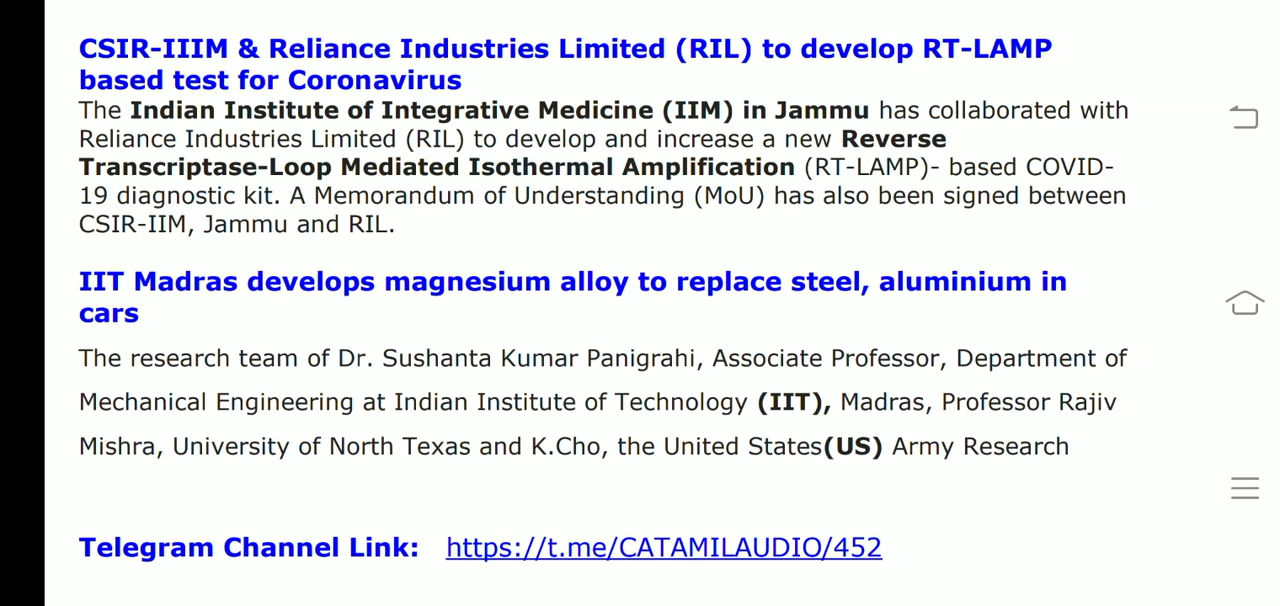 CSIR-IIIM & Reliance Industries Limited (RIL) to develop RT-LAMP
based test for Coronavirus
The Indian Institute of Integrative Medicine (IIM) in Jammu has collaborated with
Reliance Industries Limited (RIL) to develop and increase a new Reverse
Transcriptase-Loop Mediated Isothermal Amplification (RT-LAMP)- based COVID-
19 diagnostic kit. A Memorandum of Understanding (MoU) has also been signed between
CSIR-IIM, Jammu and RIL.
IIT Madras develops magnesium alloy to replace steel, aluminium in
cars
The research team of Dr. Sushanta Kumar Panigrahi, Associate Professor, Department of
Mechanical Engineering at Indian Institute of Technology (IIT), Madras, Professor Rajiv
Mishra, University of North Texas and K.Cho, the United States(US) Army Research
Telegram Channel Link: https://t.me/CATAMILAUDIO/452